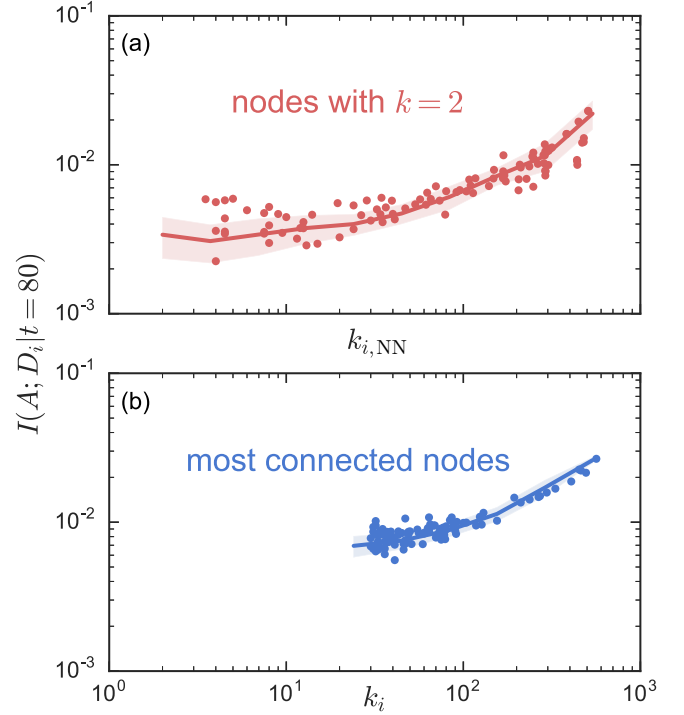 10⁻¹
(a)
nodes with k = 2
10⁻²
10⁻³
k_{i,NN}
I(A; D_i|t = 80)
10⁻¹
(b)
most connected nodes
10⁻²
10⁻³
10⁰ 10¹ 10² 10³
k_i